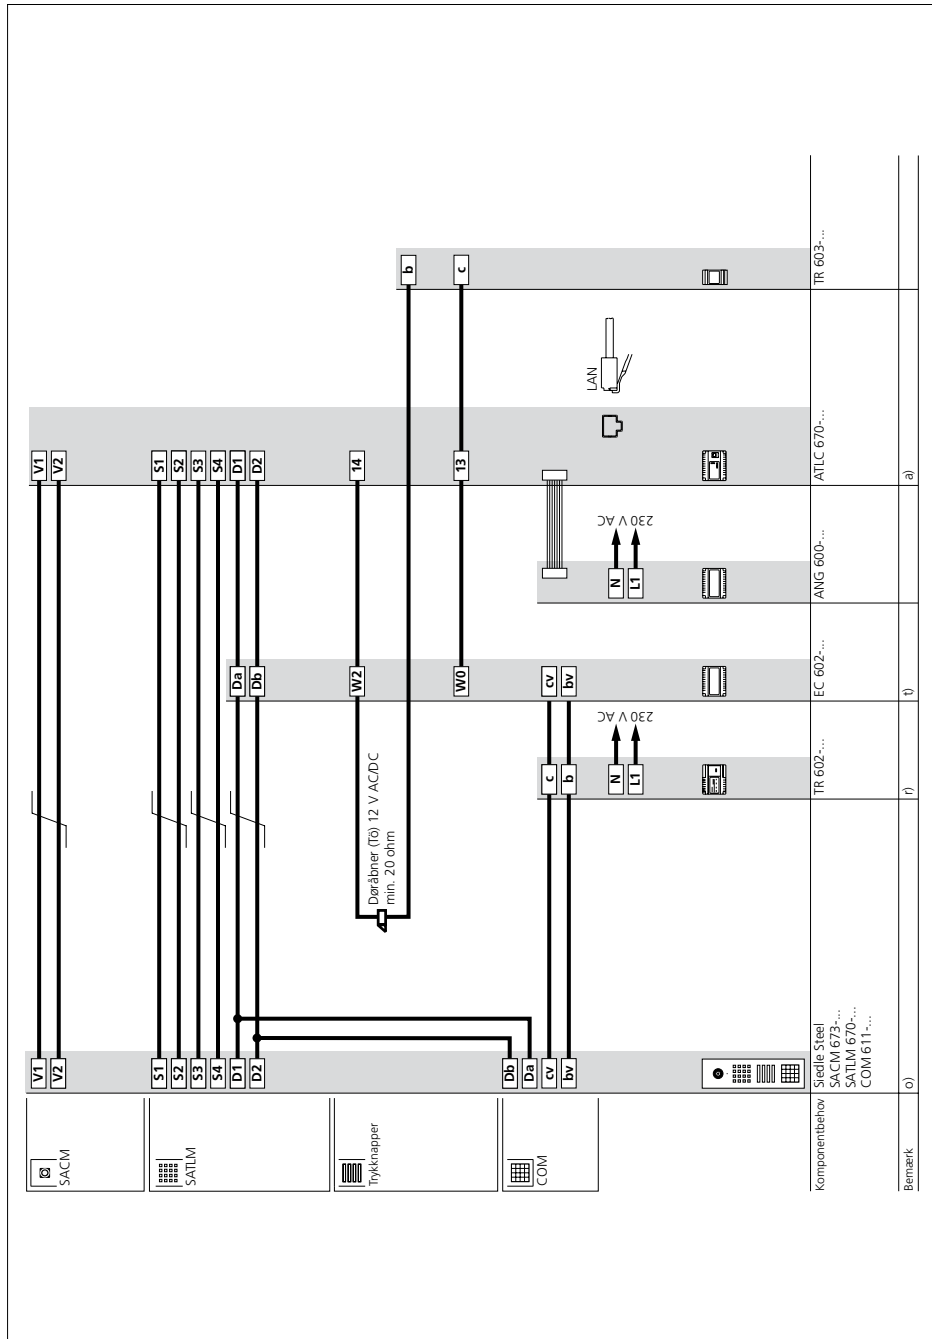 SACM
SATLM
Trykknapper
COM
Komponentbehov
Bemærk
V1
V2
S1
S2
S3
S4
D1
D2
Db
Da
cv
bv
Siedle Steel
SACM 673-...
SATLM 670-...
COM 611-...
o)
Døråbner (Tö) 12 V AC/DC
min. 20 ohm
c
b
N
L1
230 V AC
TR 602-...
r)
Da
Db
W2
W0
cv
bv
EC 602-...
t)
N
L1
230 V AC
ANG 600-...
V1
V2
S1
S2
S3
S4
D1
D2
14
13
ATLC 670-...
a)
LAN
b
c
TR 603-...